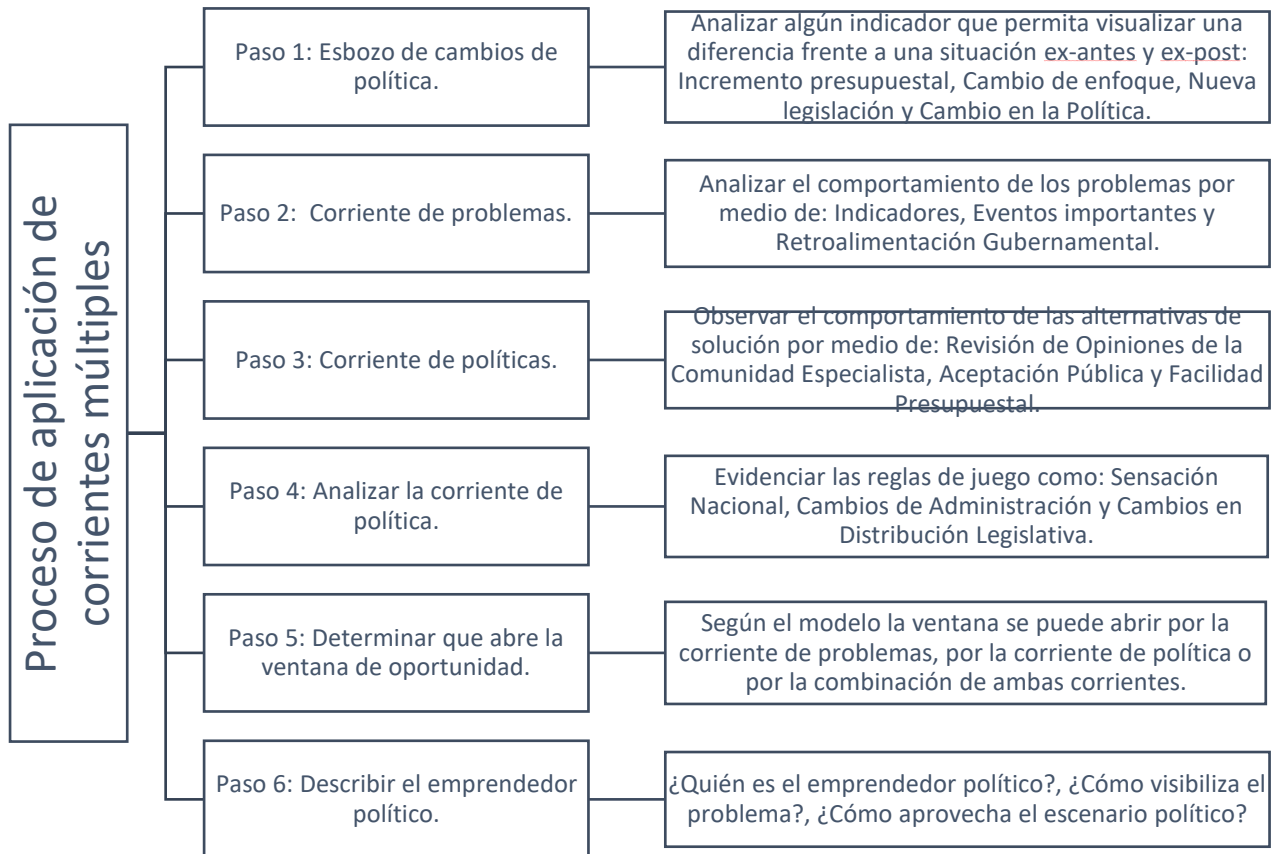 Proceso de aplicación de
corrientes múltiples
Paso 1: Esbozo de cambios de
política.
Analizar algún indicador que permita visualizar una
diferencia frente a una situación ex-antes y ex-post:
Incremento presupuestal, Cambio de enfoque, Nueva
legislación y Cambio en la Política.
Paso 2:  Corriente de problemas.
Analizar el comportamiento de los problemas por
medio de: Indicadores, Eventos importantes y
Retroalimentación Gubernamental.
Paso 3: Corriente de políticas.
Observar el comportamiento de las alternativas de
solución por medio de: Revisión de Opiniones de la
Comunidad Especialista, Aceptación Pública y Facilidad
Presupuestal.
Paso 4: Analizar la corriente de
política.
Evidenciar las reglas de juego como: Sensación
Nacional, Cambios de Administración y Cambios en
Distribución Legislativa.
Paso 5: Determinar que abre la
ventana de oportunidad.
Según el modelo la ventana se puede abrir por la
corriente de problemas, por la corriente de política o
por la combinación de ambas corrientes.
Paso 6: Describir el emprendedor
político.
¿Quién es el emprendedor político?, ¿Cómo visibiliza el
problema?, ¿Cómo aprovecha el escenario político?